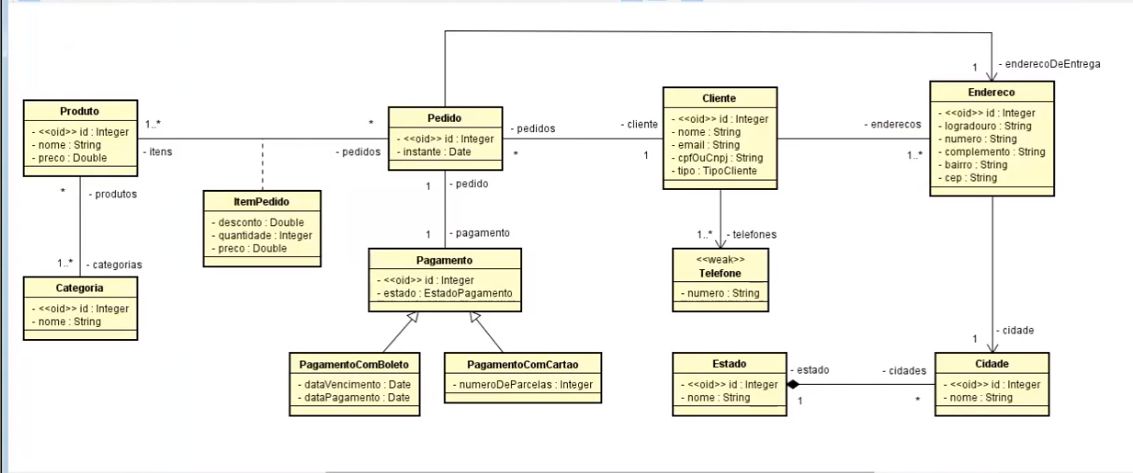 1
- enderecoDeEntrega
Produto
- <<oid>> id : Integer
- nome : String
- preco : Double
1..*
- itens
*
- pedidos
Pedido
- <<oid>> id : Integer
- instante : Date
- pedidos
*
- cliente
1
Cliente
- <<oid>> id : Integer
- nome : String
- email : String
- cpfOuCnpj : String
- tipo : TipoCliente
- enderecos
1..*
Endereco
- <<oid>> id : Integer
- logradouro : String
- numero : String
- complemento : String
- bairro : String
- cep : String
* - produtos
1..* - categorias
Categoria
- <<oid>> id : Integer
- nome : String
ItemPedido
- desconto : Double
- quantidade : Integer
- preco : Double
1 - pedido
1 - pagamento
Pagamento
- <<oid>> id : Integer
- estado : EstadoPagamento
1..* - telefones
<<weak>>
Telefone
- numero : String
PagamentoComBoleto
- dataVencimento : Date
- dataPagamento : Date
PagamentoComCartao
- numeroDeParcelas : Integer
Estado
- <<oid>> id : Integer
- nome : String
- estado
1
- cidades
*
1 - cidade
Cidade
- <<oid>> id : Integer
- nome : String